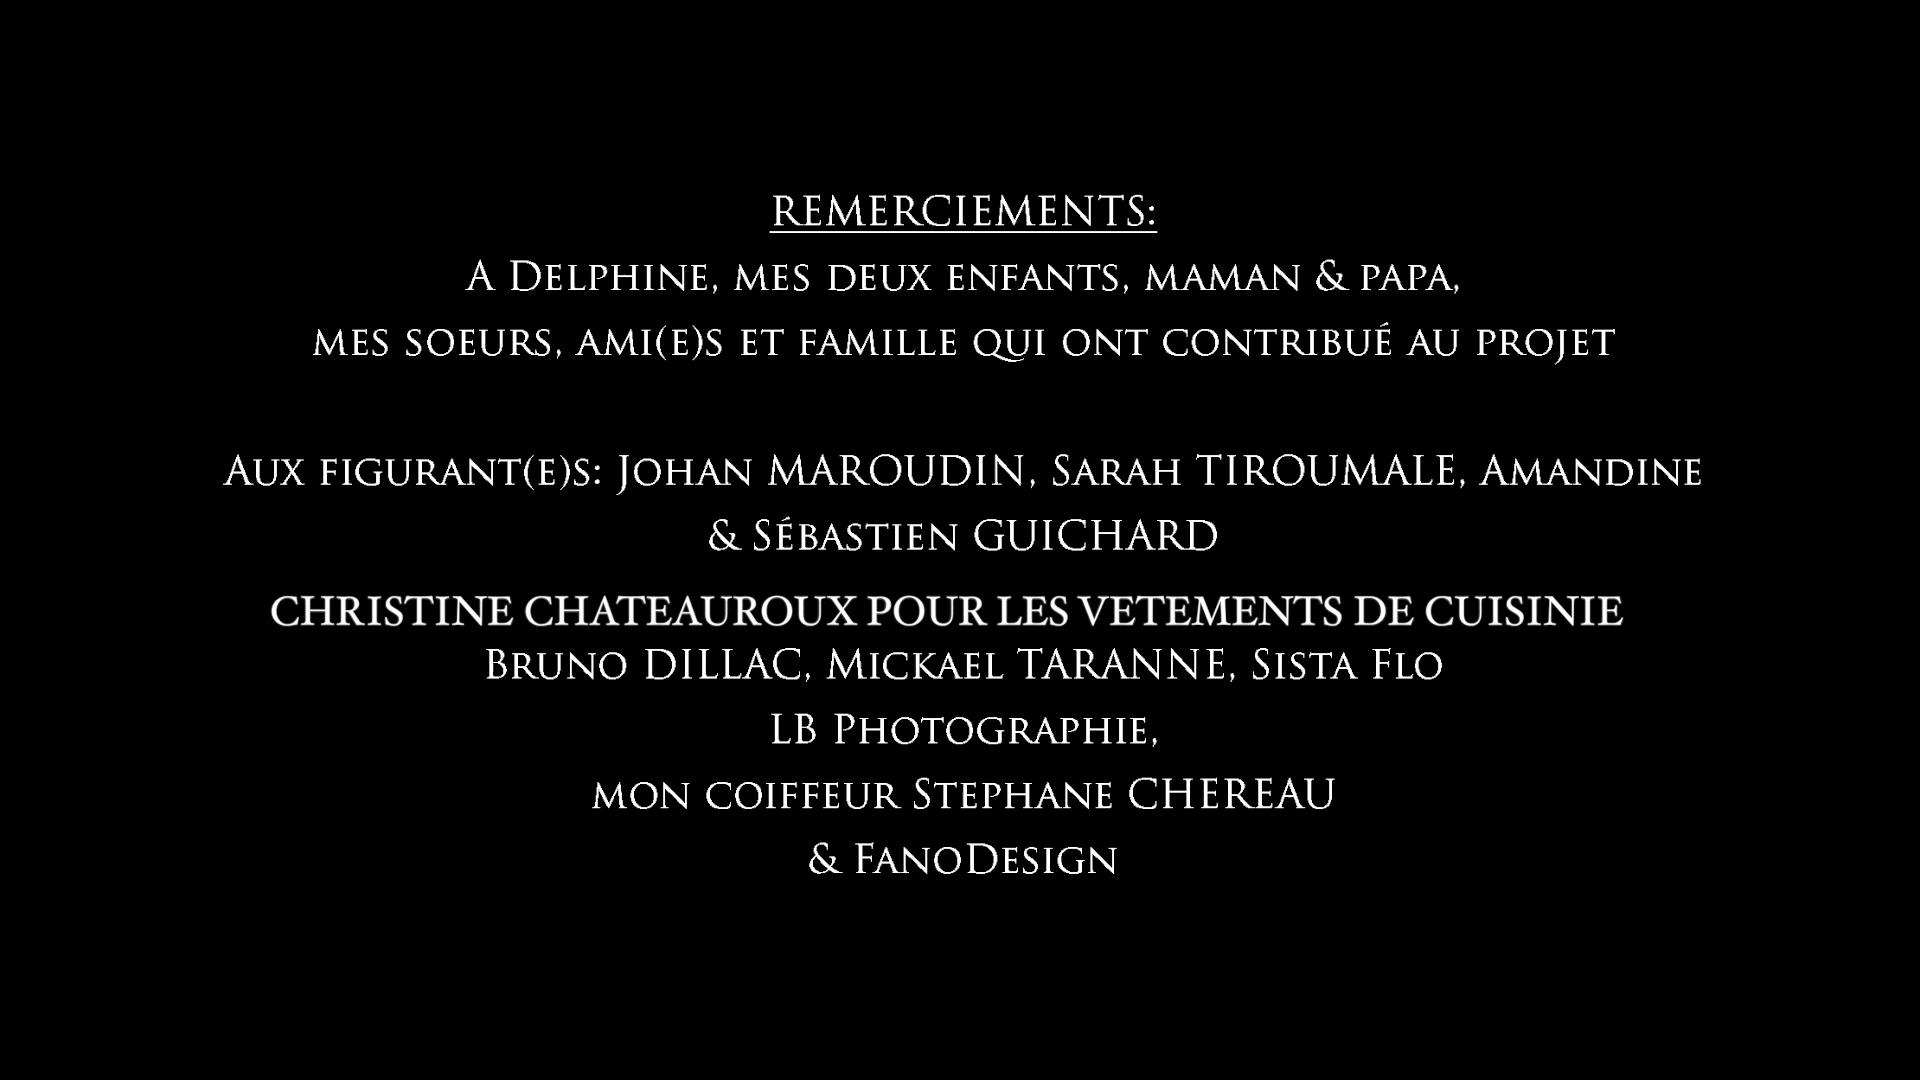 REMERCIEMENTS:
A Delphine, mes deux enfants, maman & papa,
mes soeurs, ami(e)s et famille qui ont contribué au projet
Aux figurant(e)s: Johan MAROUDIN, Sarah TIROUMALE, Amandine
& Sébastien GUICHARD
CHRISTINE CHATEAUROUX POUR LES VETEMENTS DE CUISINIE
Bruno DILLAC, Mickael TARANNE, Sista Flo
LB Photographie,
mon coiffeur Stephane CHEREAU
& FanoDesign